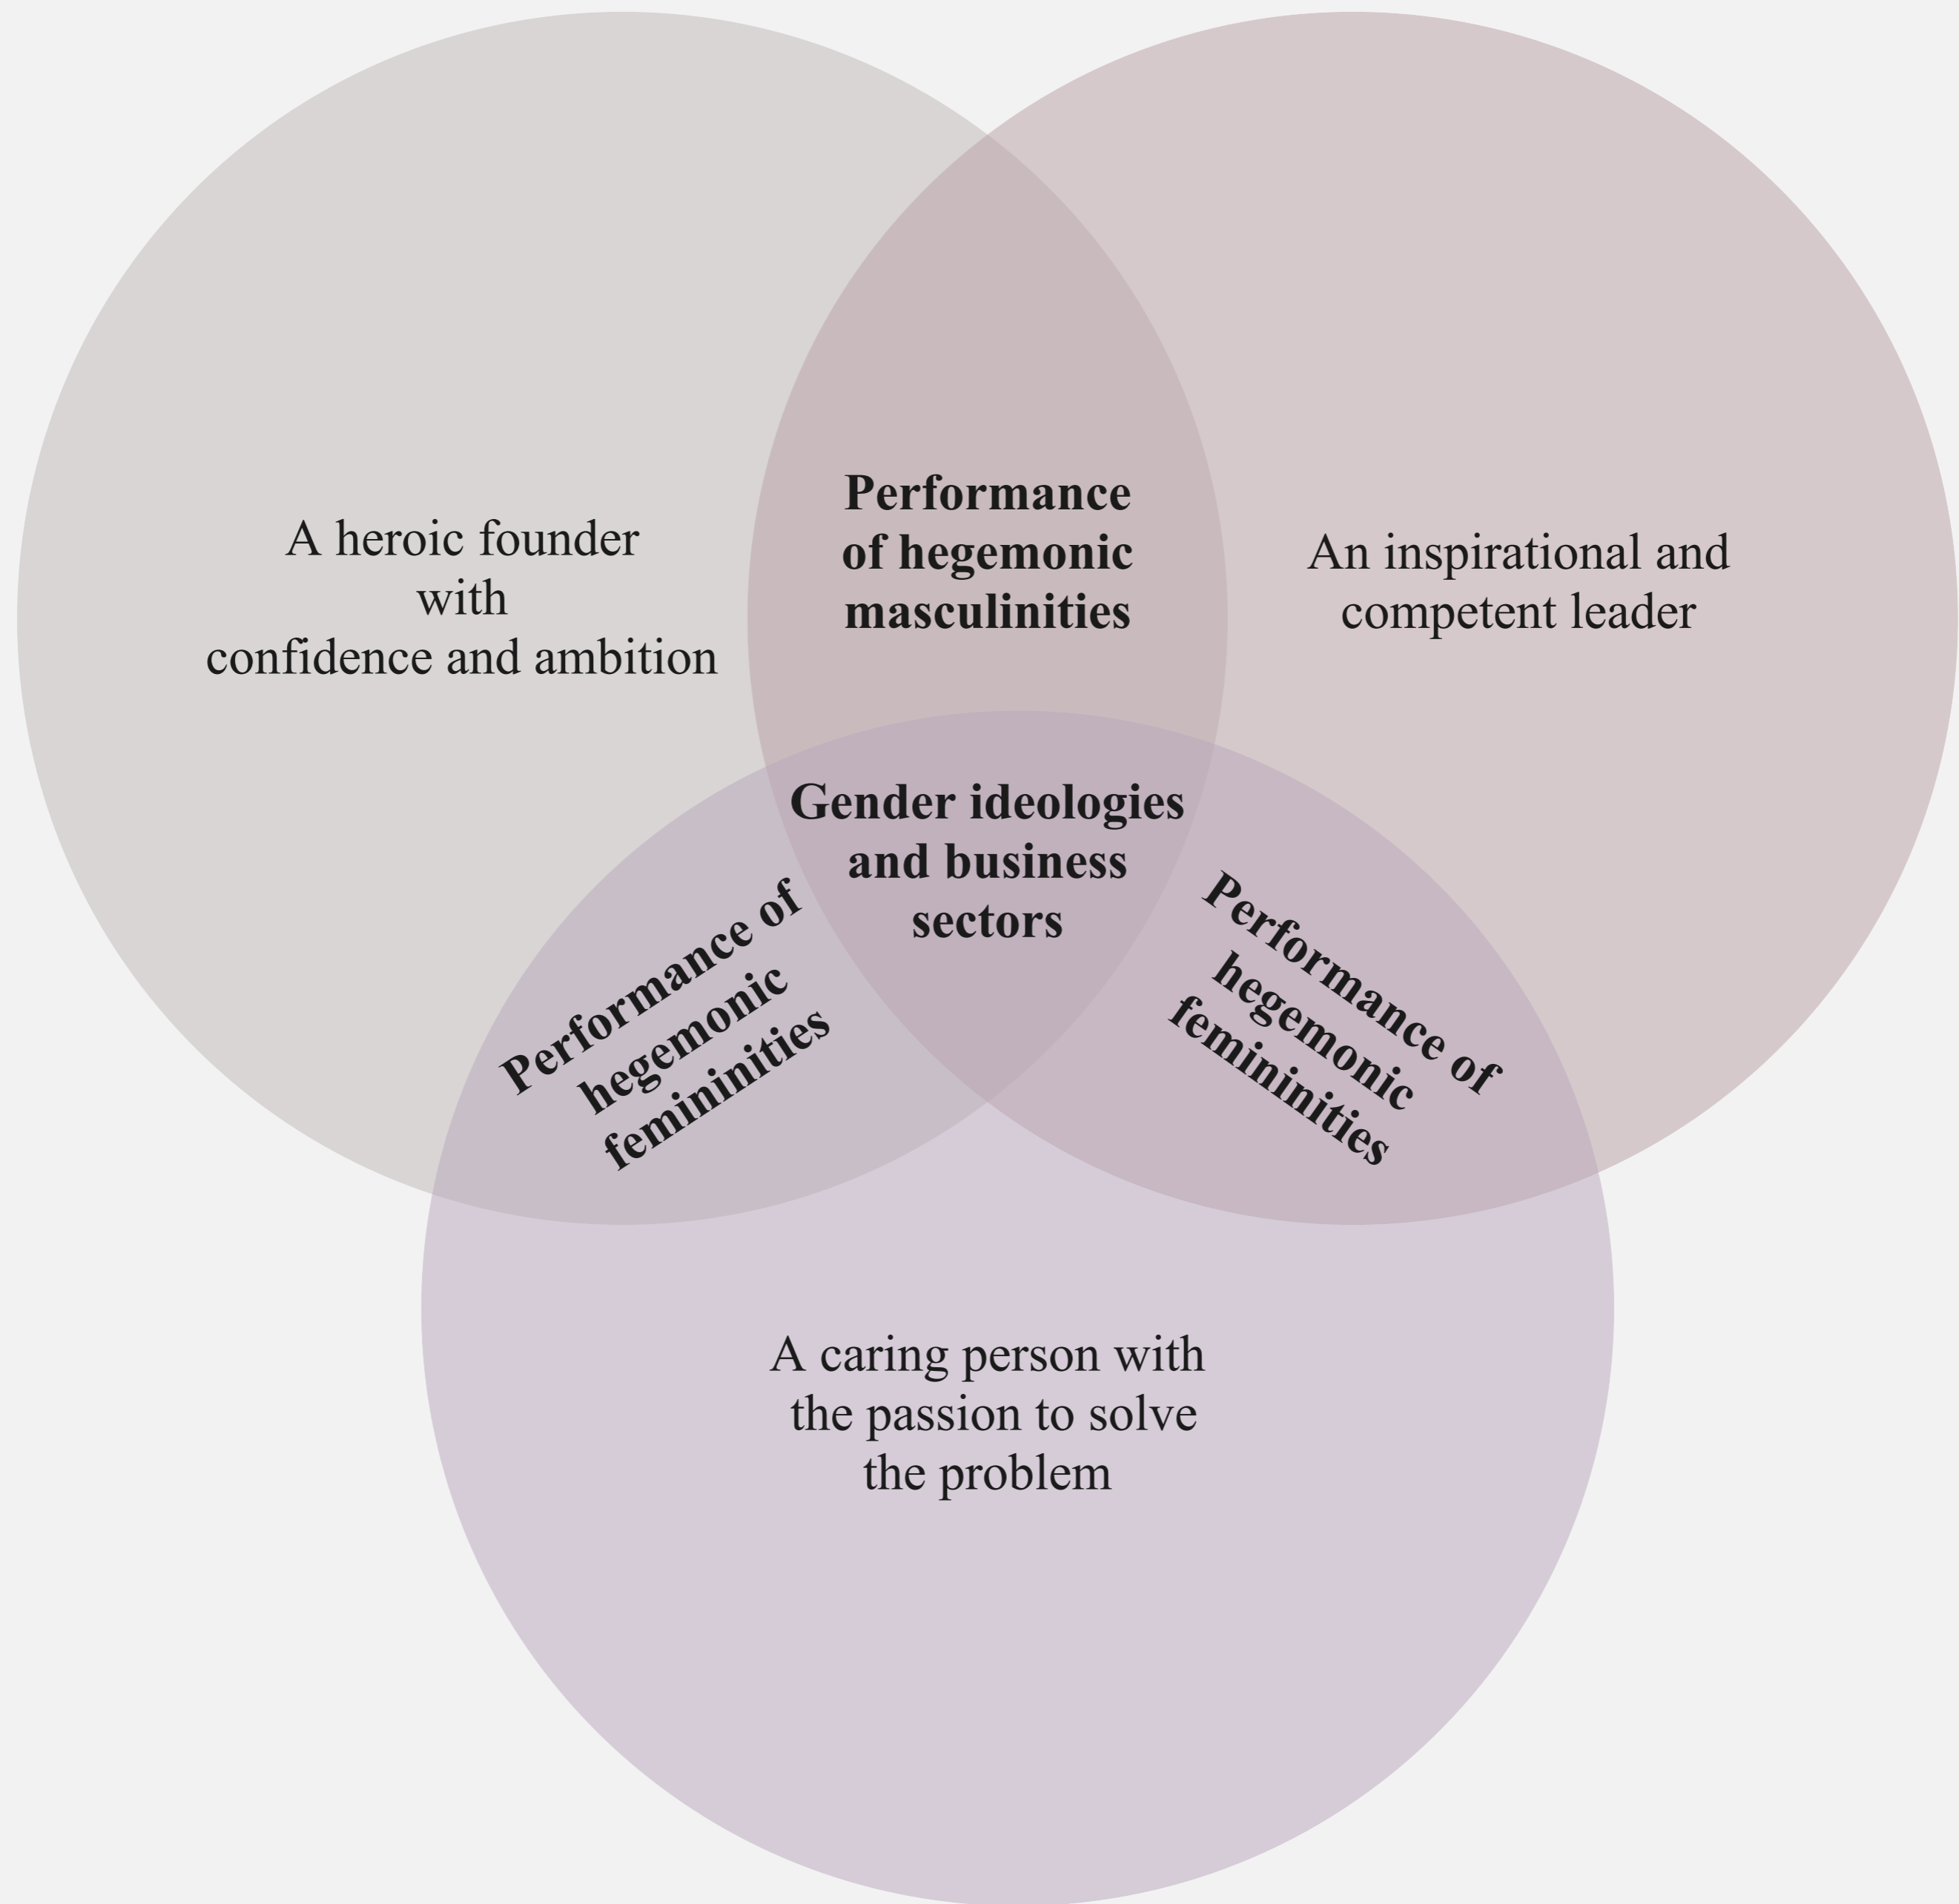 A heroic founder
with
confidence and ambition
Performance
of hegemonic
masculinities
An inspirational and
competent leader
Gender ideologies
and business
sectors
Performance of
hegemonic
femininities
Performance of
hegemonic
femininities
A caring person with
the passion to solve
the problem